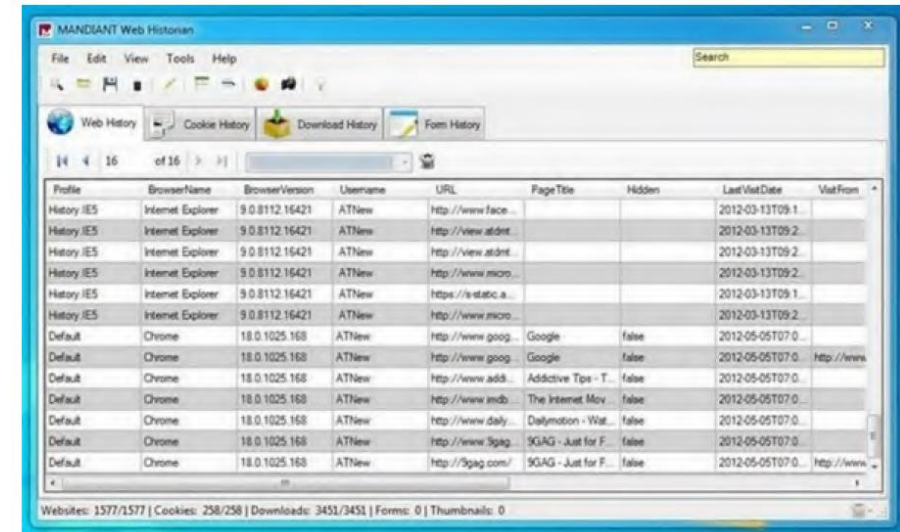 MANDIANT Web Historian
File Edit View Tools Help Search
Web History Cookie History Download History Form History
16 of 16
Profile BrowserName BrowserVersion Username URL PageTitle Hidden LastVisitDate VisitFrom
History.IE5 Internet Explorer 9.0.8112.16421 ATNew http://www.face... 2012-03-13T09:1...
History.IE5 Internet Explorer 9.0.8112.16421 ATNew http://view.atdmt... 2012-03-13T09:2...
History.IE5 Internet Explorer 9.0.8112.16421 ATNew http://view.atdmt... 2012-03-13T09:2...
History.IE5 Internet Explorer 9.0.8112.16421 ATNew http://www.micro... 2012-03-13T09:2...
History.IE5 Internet Explorer 9.0.8112.16421 ATNew https://s-static.a... 2012-03-13T09:1...
History.IE5 Internet Explorer 9.0.8112.16421 ATNew http://www.micro... 2012-03-13T09:2...
Default Chrome 18.0.1025.168 ATNew http://www.goog... Google false 2012-05-05T07:0...
Default Chrome 18.0.1025.168 ATNew http://www.goog... Google false 2012-05-05T07:0... http://www
Default Chrome 18.0.1025.168 ATNew http://www.addi... Addictive Tips - T... false 2012-05-05T07:0...
Default Chrome 18.0.1025.168 ATNew http://www.imdb... The Internet Mov... false 2012-05-05T07:0...
Default Chrome 18.0.1025.168 ATNew http://www.daily... Dailymotion - Wat... false 2012-05-05T07:0...
Default Chrome 18.0.1025.168 ATNew http://www.9gag... 9GAG - Just for F... false 2012-05-05T07:0...
Default Chrome 18.0.1025.168 ATNew http://9gag.com/ 9GAG - Just for F... false 2012-05-05T07:0... http://www
Websites: 1577/1577 | Cookies: 258/258 | Downloads: 3451/3451 | Forms: 0 | Thumbnails: 0